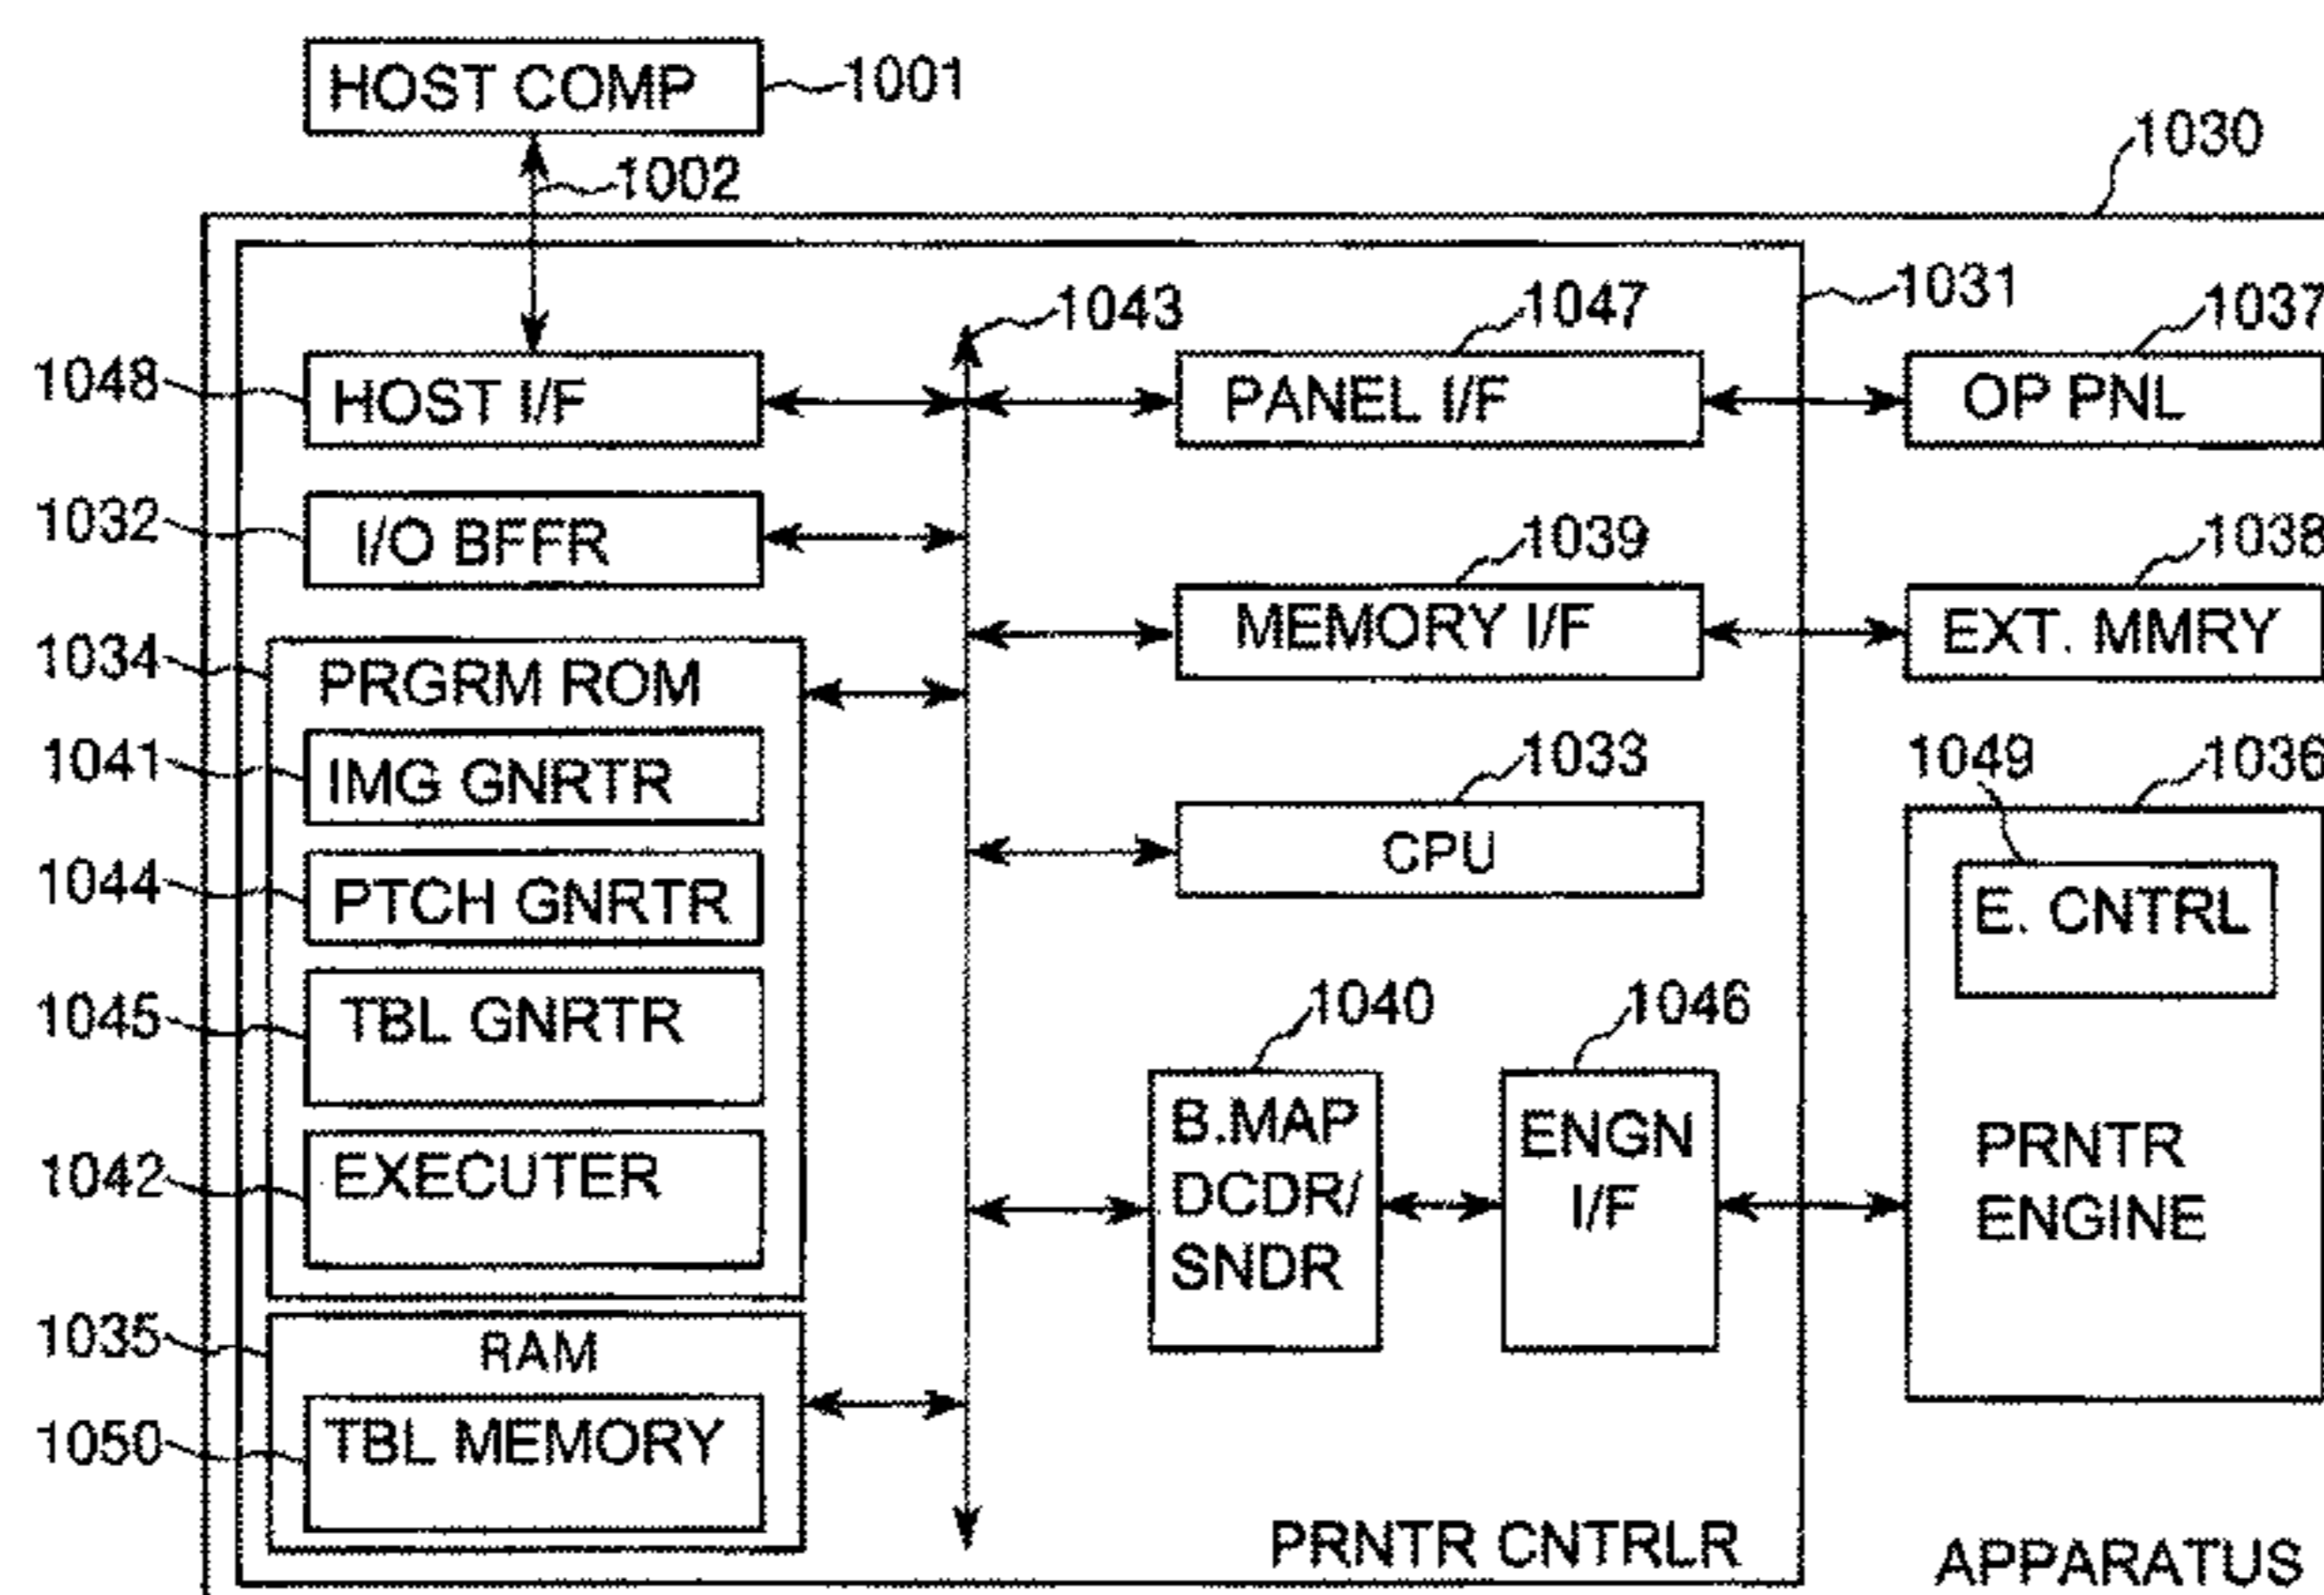 HOST COMP
1001
1002
1030
1031
1043
1047
1037
1048
HOST I/F
PANEL I/F
OP PNL
1032
I/O BFFR
1039
1038
MEMORY I/F
EXT. MMRY
1034
PRGRM ROM
1041
IMG GNRTR
1033
CPU
1049
1036
E. CNTRL
1044
PTCH GNRTR
1045
TBL GNRTR
1040
1046
B.MAP
DCDR/
SNDR
ENGN
I/F
PRNTR
ENGINE
1042
EXECUTER
1035
RAM
1050
TBL MEMORY
PRNTR CNTRLR
APPARATUS